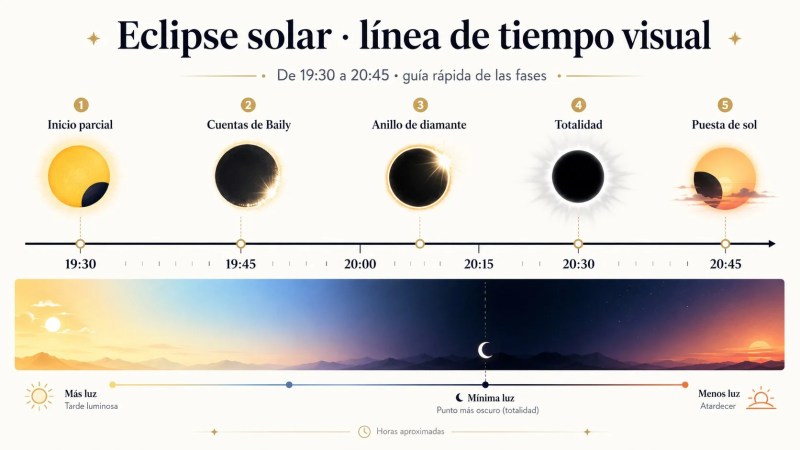 Eclipse solar · línea de tiempo visual
De 19:30 a 20:45 • guía rápida de las fases
1
Inicio parcial
2
Cuentas de Baily
3
Anillo de diamante
4
Totalidad
5
Puesta de sol
19:30
19:45
20:00
20:15
20:30
20:45
Más luz
Tarde luminosa
Mínima luz
Punto más oscuro (totalidad)
Menos luz
Atardecer
Horas aproximadas